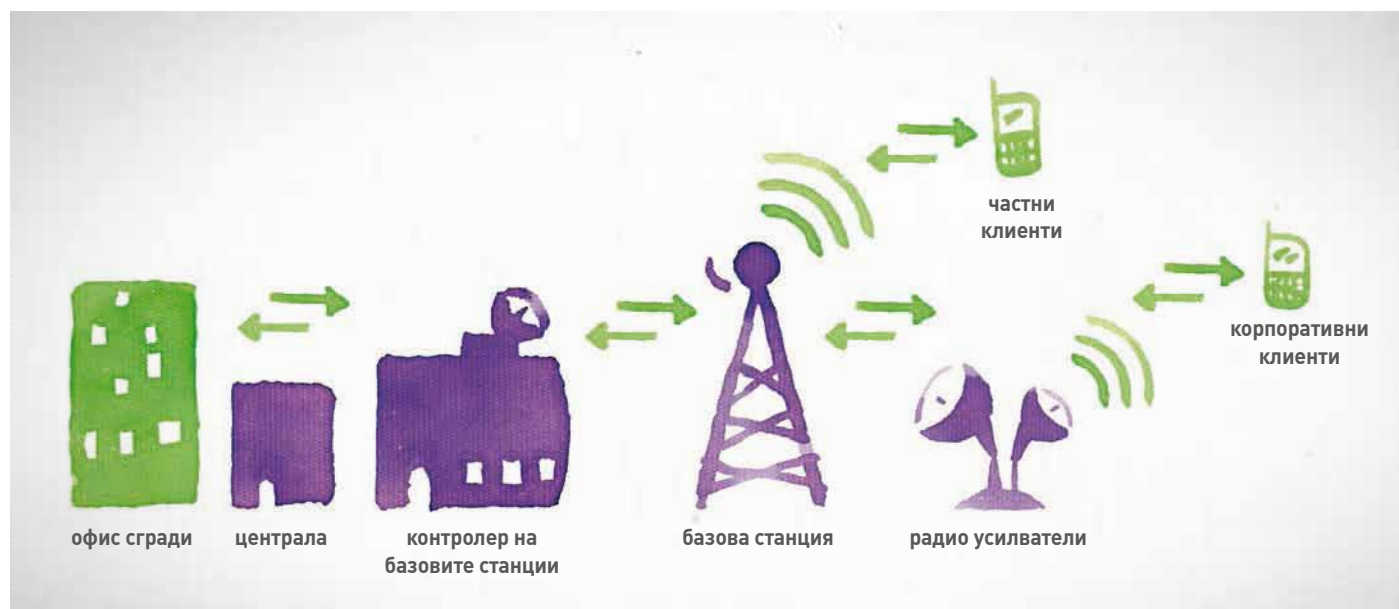 частни
клиенти
корпоративни
клиенти
офис сгради
централа
контролер на
базовите станции
базова станция
радио усилватели